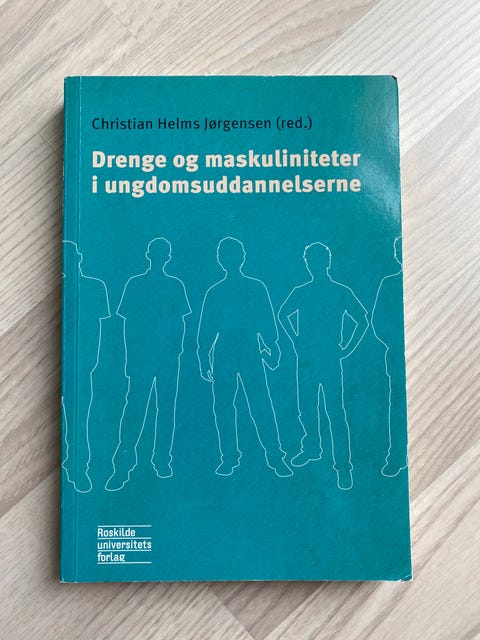 Christian Helms Jørgensen (red.)
Drenge og maskuliniteter
i ungdomsuddannelserne
Roskilde
universitets
forlag